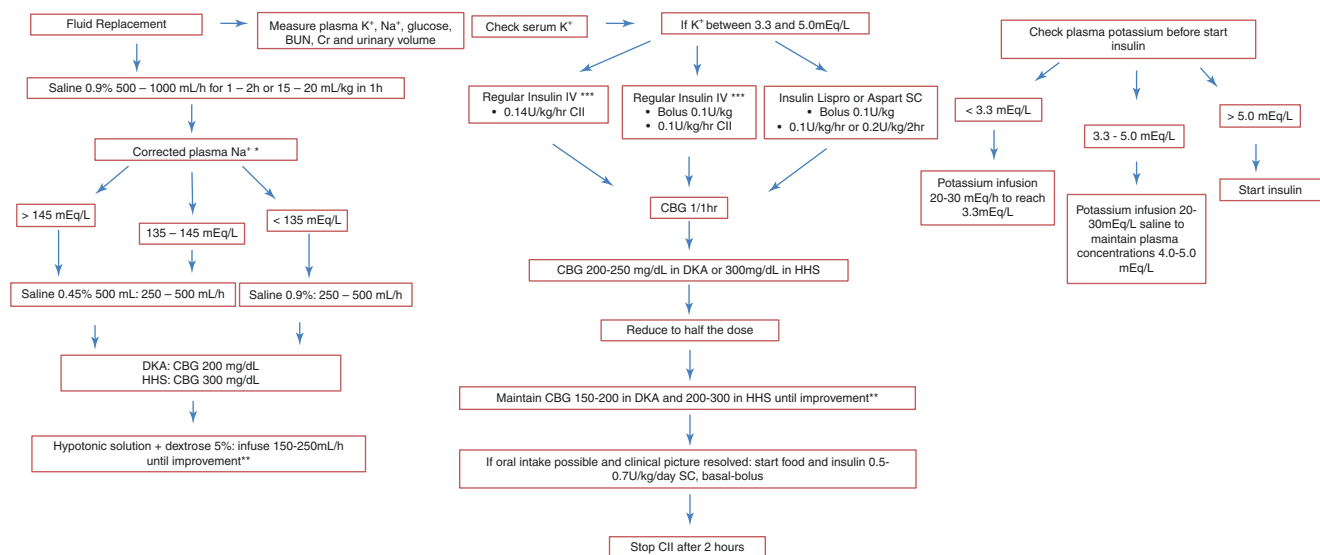 Fluid Replacement
Measure plasma K⁺, Na⁺, glucose,
BUN, Cr and urinary volume
Saline 0.9% 500 – 1000 mL/h for 1 – 2h or 15 – 20 mL/kg in 1h
Corrected plasma Na⁺ *
> 145 mEq/L
135 – 145 mEq/L
< 135 mEq/L
Saline 0.45% 500 mL: 250 – 500 mL/h
Saline 0.9%: 250 – 500 mL/h
DKA: CBG 200 mg/dL
HHS: CBG 300 mg/dL
Hypotonic solution + dextrose 5%: infuse 150-250mL/h
until improvement**
Check serum K⁺
If K⁺ between 3.3 and 5.0mEq/L
Regular Insulin IV ***
• 0.14U/kg/hr CII
Regular Insulin IV ***
• Bolus 0.1U/kg
• 0.1U/kg/hr CII
Insulin Lispro or Aspart SC
• Bolus 0.1U/kg
• 0.1U/kg/hr or 0.2U/kg/2hr
CBG 1/1hr
CBG 200-250 mg/dL in DKA or 300mg/dL in HHS
Reduce to half the dose
Maintain CBG 150-200 in DKA and 200-300 in HHS until improvement**
If oral intake possible and clinical picture resolved: start food and insulin 0.5-
0.7U/kg/day SC, basal-bolus
Stop CII after 2 hours
Check plasma potassium before start
insulin
< 3.3 mEq/L
3.3 - 5.0 mEq/L
> 5.0 mEq/L
Potassium infusion
20-30 mEq/h to reach
3.3mEq/L
Potassium infusion 20-
30mEq/L saline to
maintain plasma
concentrations 4.0-5.0
mEq/L
Start insulin